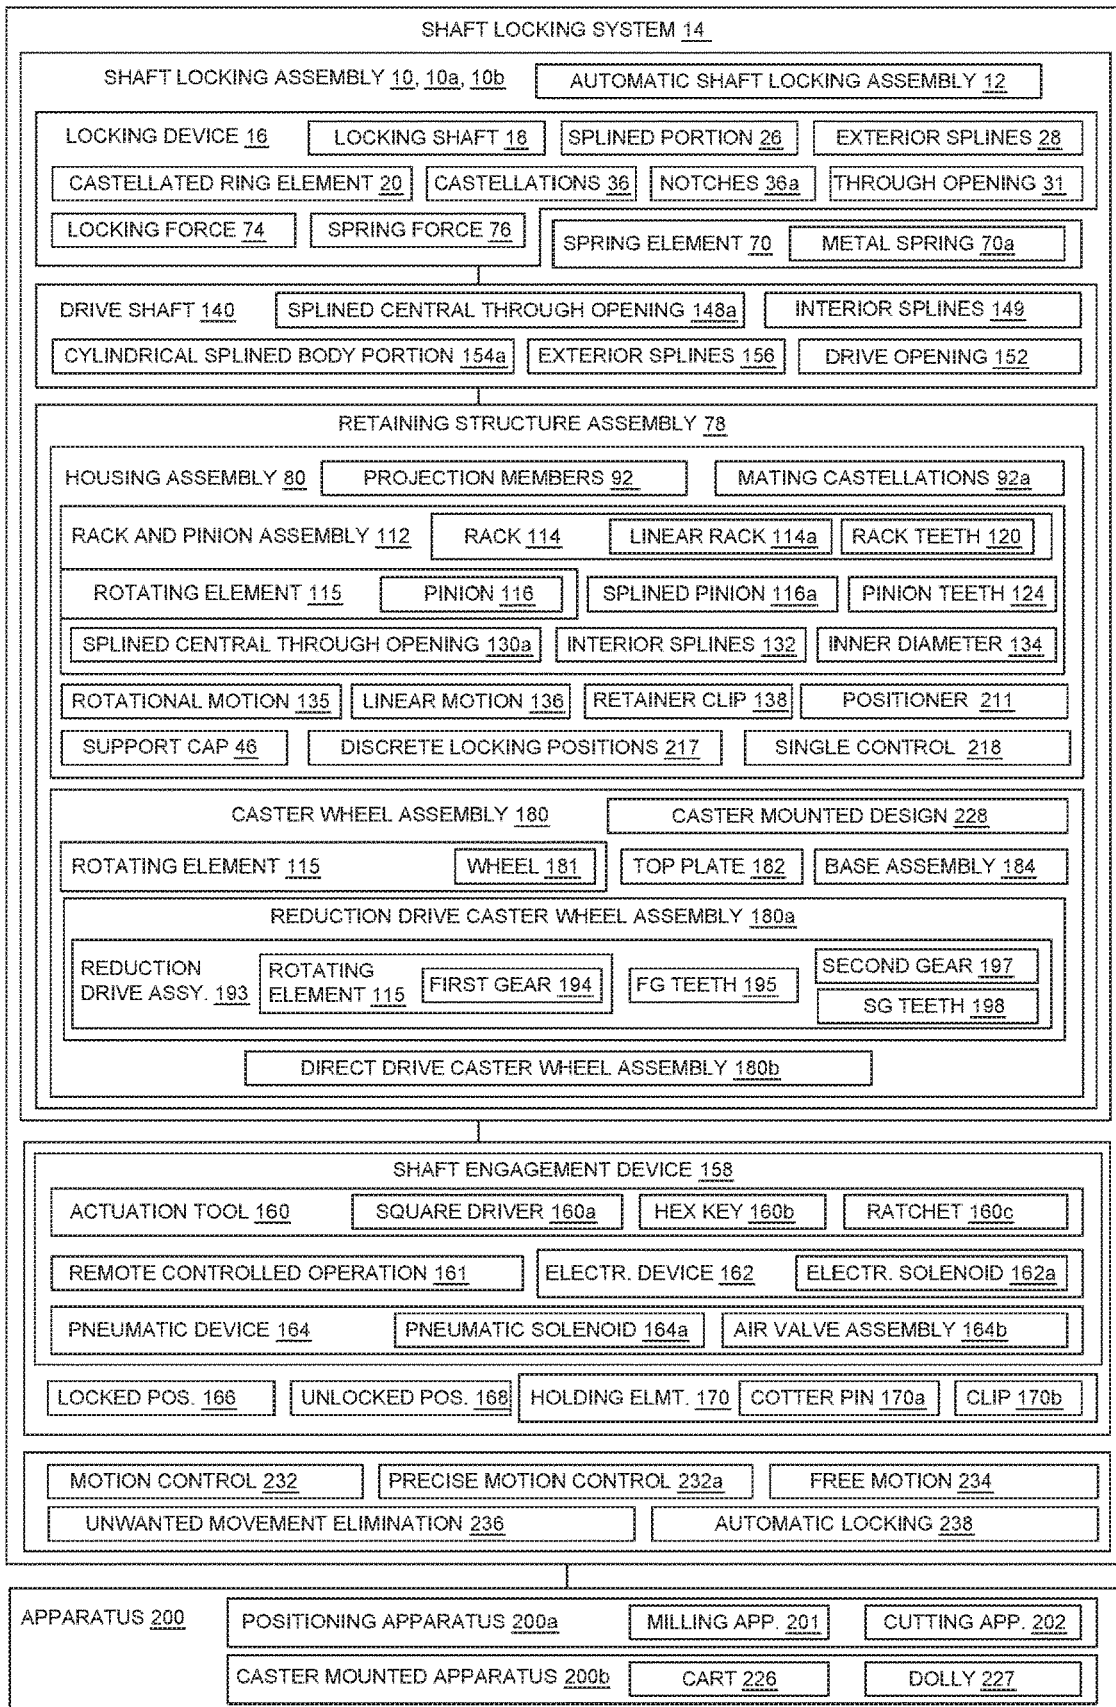 SHAFT LOCKING SYSTEM 14
SHAFT LOCKING ASSEMBLY 10, 10a, 10b AUTOMATIC SHAFT LOCKING ASSEMBLY 12
LOCKING DEVICE 16 LOCKING SHAFT 18 SPLINED PORTION 26 EXTERIOR SPLINES 28
CASTELLATED RING ELEMENT 20 CASTELLATIONS 36 NOTCHES 36a THROUGH OPENING 31
LOCKING FORCE 74 SPRING FORCE 76 SPRING ELEMENT 70 METAL SPRING 70a
DRIVE SHAFT 140 SPLINED CENTRAL THROUGH OPENING 148a INTERIOR SPLINES 149
CYLINDRICAL SPLINED BODY PORTION 154a EXTERIOR SPLINES 156 DRIVE OPENING 152
RETAINING STRUCTURE ASSEMBLY 78
HOUSING ASSEMBLY 80 PROJECTION MEMBERS 92 MATING CASTELLATIONS 92a
RACK AND PINION ASSEMBLY 112 RACK 114 LINEAR RACK 114a RACK TEETH 120
ROTATING ELEMENT 115 PINION 116 SPLINED PINION 116a PINION TEETH 124
SPLINED CENTRAL THROUGH OPENING 130a INTERIOR SPLINES 132 INNER DIAMETER 134
ROTATIONAL MOTION 135 LINEAR MOTION 136 RETAINER CLIP 138 POSITIONER 211
SUPPORT CAP 46 DISCRETE LOCKING POSITIONS 217 SINGLE CONTROL 218
CASTER WHEEL ASSEMBLY 180 CASTER MOUNTED DESIGN 228
ROTATING ELEMENT 115 WHEEL 181 TOP PLATE 182 BASE ASSEMBLY 184
REDUCTION DRIVE CASTER WHEEL ASSEMBLY 180a
REDUCTION DRIVE ASSY. 193 ROTATING ELEMENT 115 FIRST GEAR 194 FG TEETH 195 SECOND GEAR 197
SG TEETH 198
DIRECT DRIVE CASTER WHEEL ASSEMBLY 180b
SHAFT ENGAGEMENT DEVICE 158
ACTUATION TOOL 160 SQUARE DRIVER 160a HEX KEY 160b RATCHET 160c
REMOTE CONTROLLED OPERATION 161 ELECTR. DEVICE 162 ELECTR. SOLENOID 162a
PNEUMATIC DEVICE 164 PNEUMATIC SOLENOID 164a AIR VALVE ASSEMBLY 164b
LOCKED POS. 166 UNLOCKED POS. 168 HOLDING ELMT. 170 COTTER PIN 170a CLIP 170b
MOTION CONTROL 232 PRECISE MOTION CONTROL 232a FREE MOTION 234
UNWANTED MOVEMENT ELIMINATION 236 AUTOMATIC LOCKING 238
APPARATUS 200 POSITIONING APPARATUS 200a MILLING APP. 201 CUTTING APP. 202
CASTER MOUNTED APPARATUS 200b CART 226 DOLLY 227